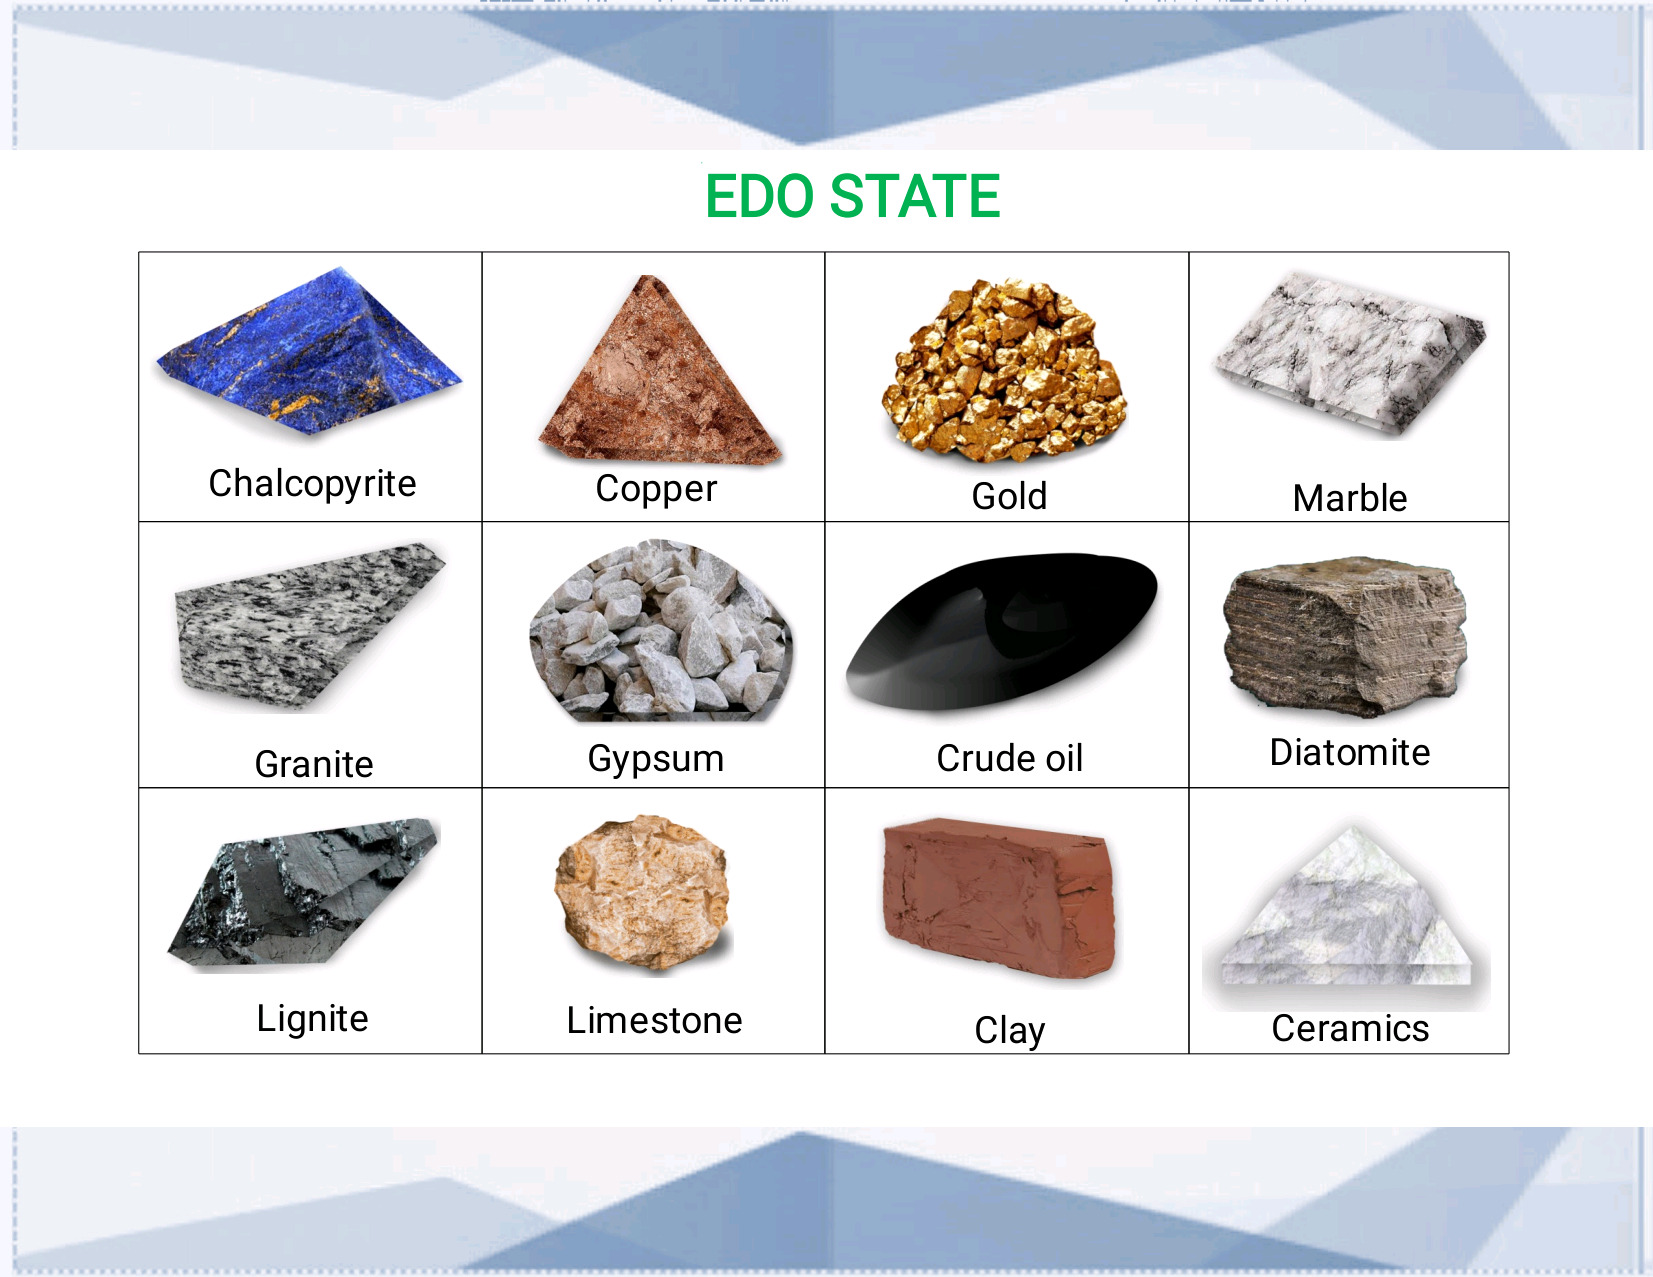 EDO STATE
Chalcopyrite
Copper
Gold
Marble
Granite
Gypsum
Crude oil
Diatomite
Lignite
Limestone
Clay
Ceramics